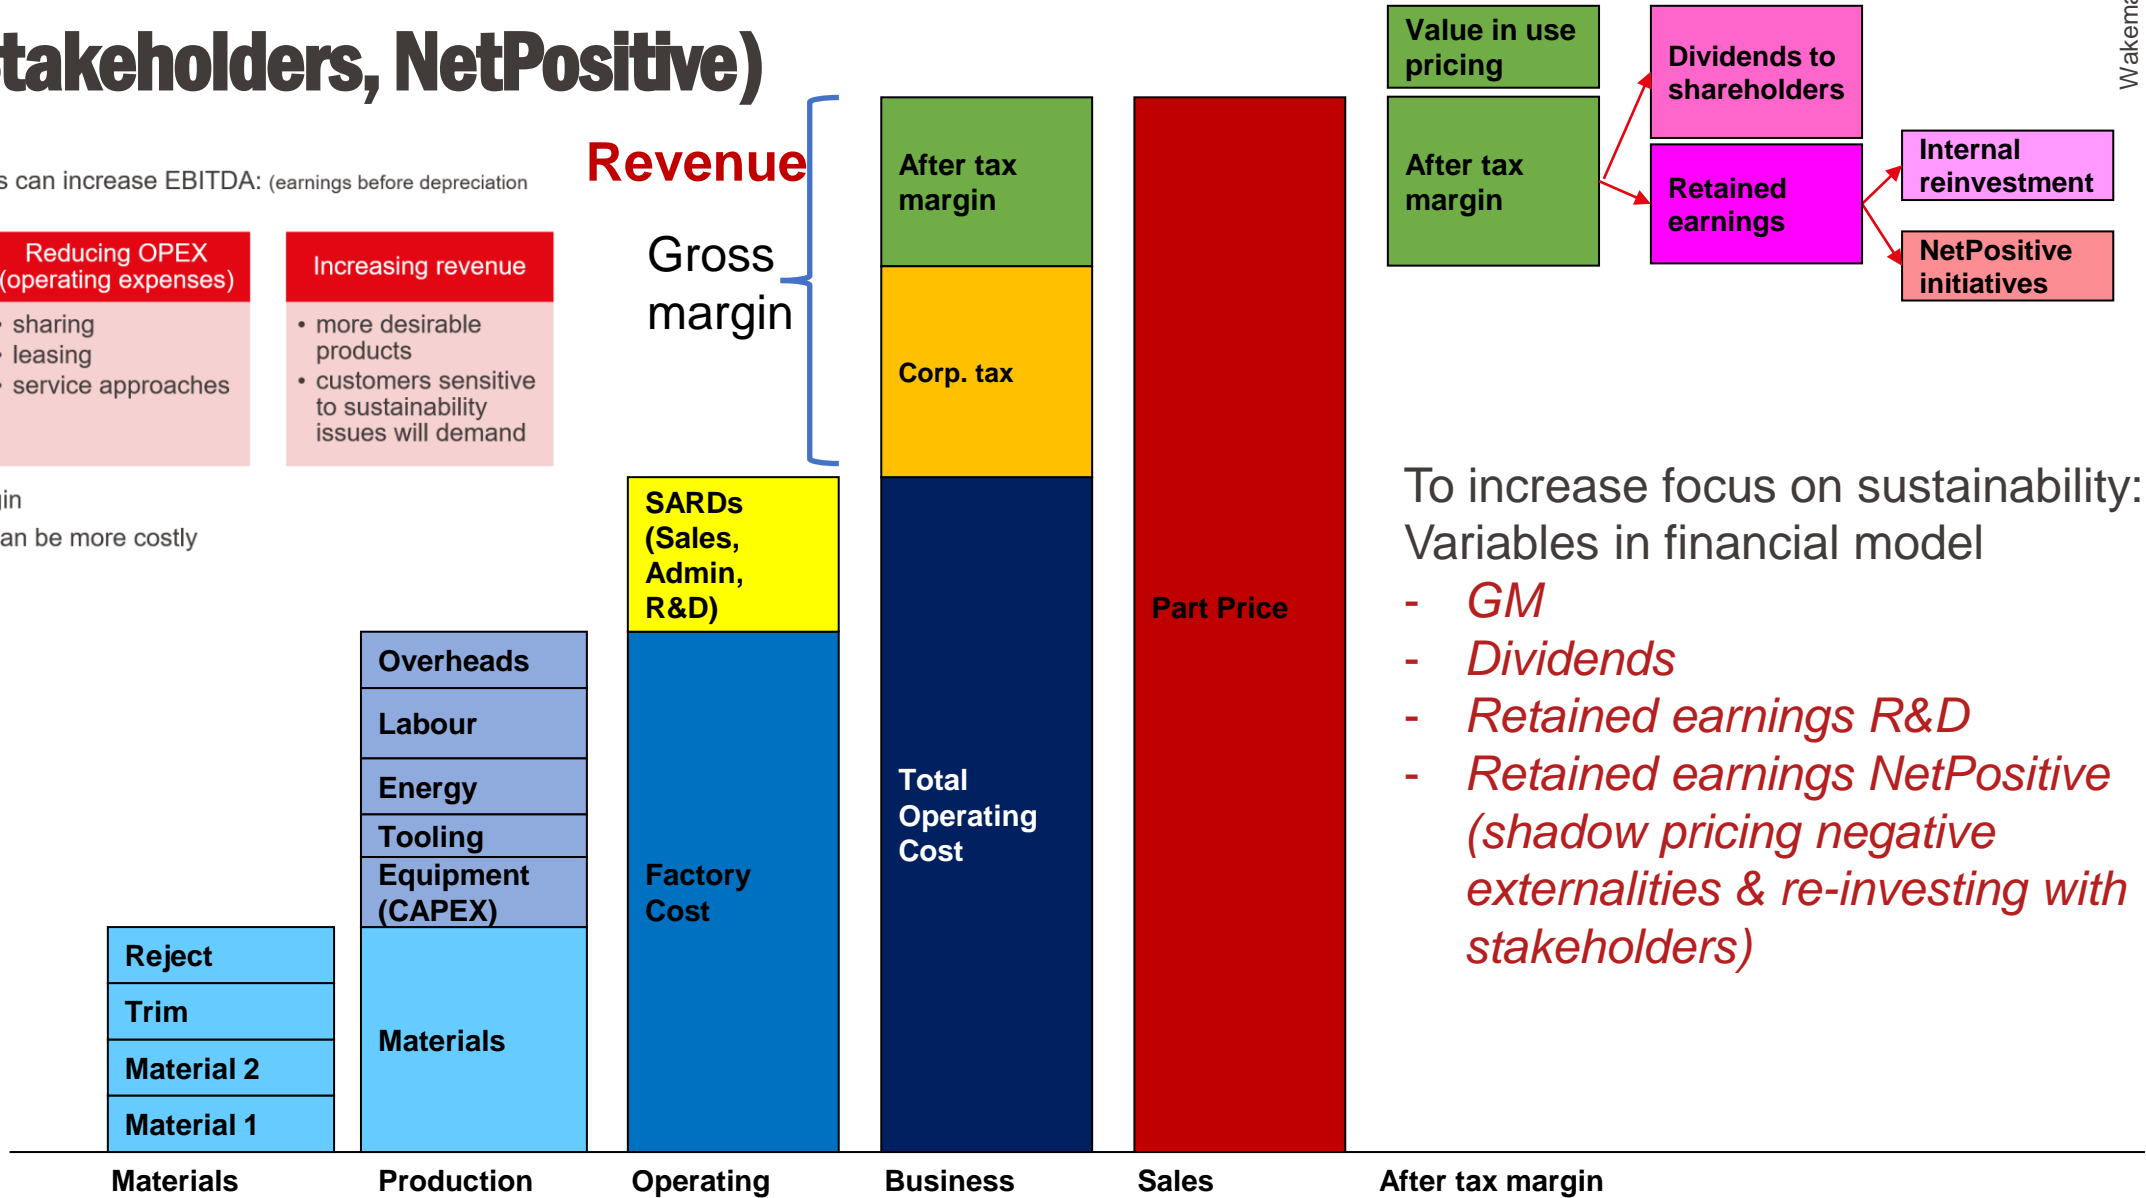 takeholders, NetPositive)
s can increase EBITDA: (earnings before depreciation
Reducing OPEX
(operating expenses)
• sharing
• leasing
• service approaches
Increasing revenue
• more desirable
products
• customers sensitive
to sustainability
issues will demand
an be more costly
Revenue
Gross
margin
Reject
Trim
Material 2
Material 1
Overheads
Labour
Energy
Tooling
Equipment
(CAPEX)
Materials
SARDs
(Sales,
Admin,
R&D)
Factory
Cost
After tax
margin
Corp. tax
Total
Operating
Cost
Part Price
Value in use
pricing
After tax
margin
Dividends to
shareholders
Retained
earnings
Internal
reinvestment
NetPositive
initiatives
Wakema
To increase focus on sustainability:
Variables in financial model
- GM
- Dividends
- Retained earnings R&D
- Retained earnings NetPositive
(shadow pricing negative
externalities & re-investing with
stakeholders)
Materials
Production
Operating
Business
Sales
After tax margin